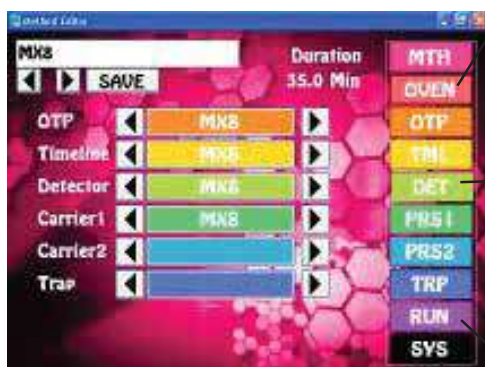 Method Editor
MX8
Duration
SAVE
35.0 Min
OTP
MX8
Timeline
MX8
Detector
MX8
Carrier1
MX8
Carrier2
Trap
MTH
OVEN
OTP
TML
DET
PRS1
PRS2
TRP
RUN
SYS